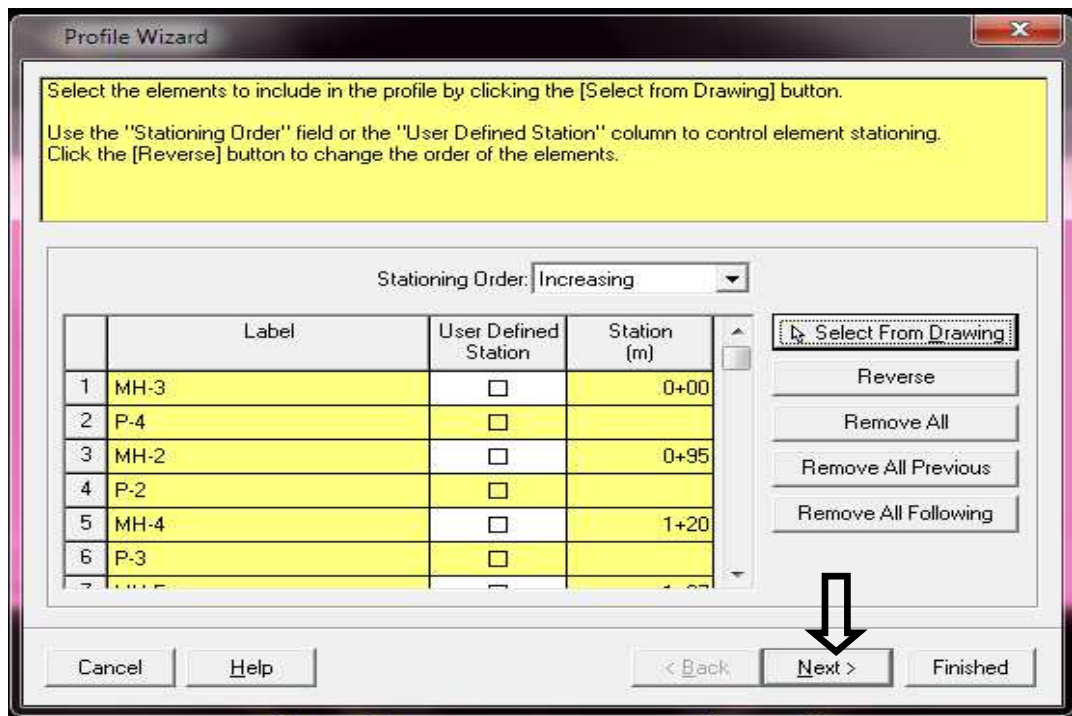 Profile Wizard
Select the elements to include in the profile by clicking the [Select from Drawing] button.
Use the "Stationing Order" field or the "User Defined Station" column to control element stationing.
Click the [Reverse] button to change the order of the elements.
Stationing Order: Increasing
Label User Defined Station Station (m)
1 MH-3 0+00
2 P-4
3 MH-2 0+95
4 P-2
5 MH-4 1+20
6 P-3
Select From Drawing
Reverse
Remove All
Remove All Previous
Remove All Following
Cancel Help < Back Next > Finished